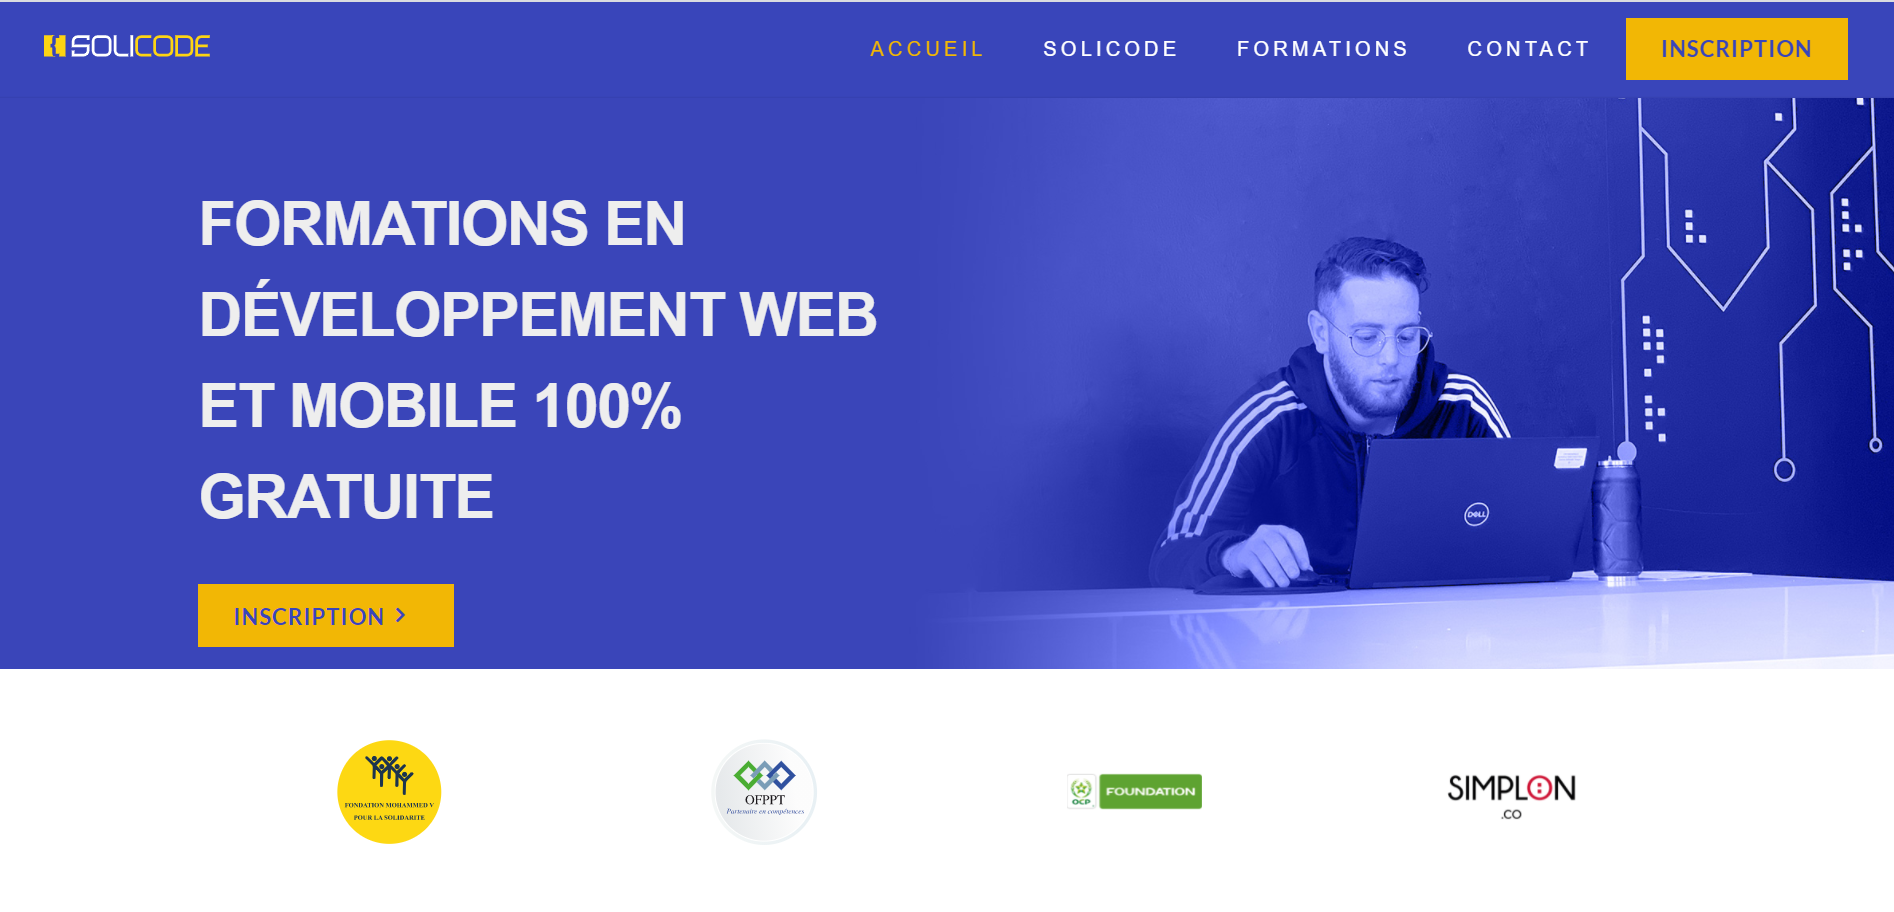 SOLICODE
ACCUEIL
SOLICODE
FORMATIONS
CONTACT
INSCRIPTION
FORMATIONS EN
DÉVELOPPEMENT WEB
ET MOBILE 100%
GRATUITE
INSCRIPTION
DELL
FONDATION MOHAMMED V
POUR LA SOLIDARITE
OFPPT
Partenaire en compétences
OCP
FOUNDATION
SIMPLON
.CO